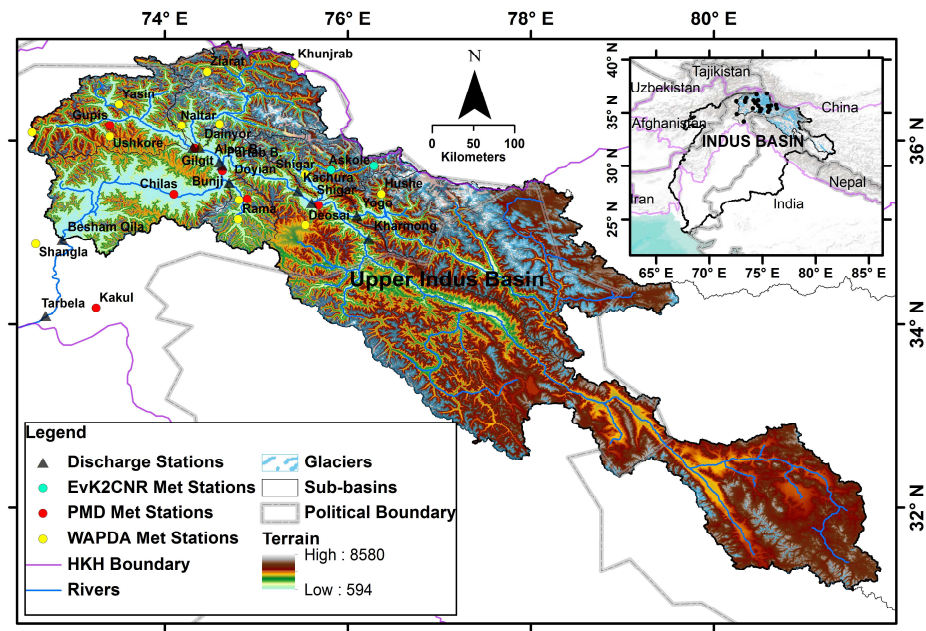 74° E
76° E
78° E
80° E
Ziarat
Khunjrab
N
Yasin
Gupis
Naltar
Ushkore
Dainyor
0
50
100
Kilometers
36° N
Alam B.
Gilgit
Doyian
Shigar
Askole
Kachura
Hushe
Chilas
Bunji
Shigar
Yogo
Rama
Deosai
Kharmong
Besham Qila
Shangla
Upper Indus Basin
Tarbela
Kakul
34° N
32° N
40° N
35° N
30° N
25° N
Tajikistan
Uzbekistan
China
Afghanistan
INDUS BASIN
Nepal
Iran
India
65° E
70° E
75° E
80° E
85° E
Legend
Discharge Stations
EvK2CNR Met Stations
PMD Met Stations
WAPDA Met Stations
HKH Boundary
Rivers
Glaciers
Sub-basins
Political Boundary
Terrain
High : 8580
Low : 594